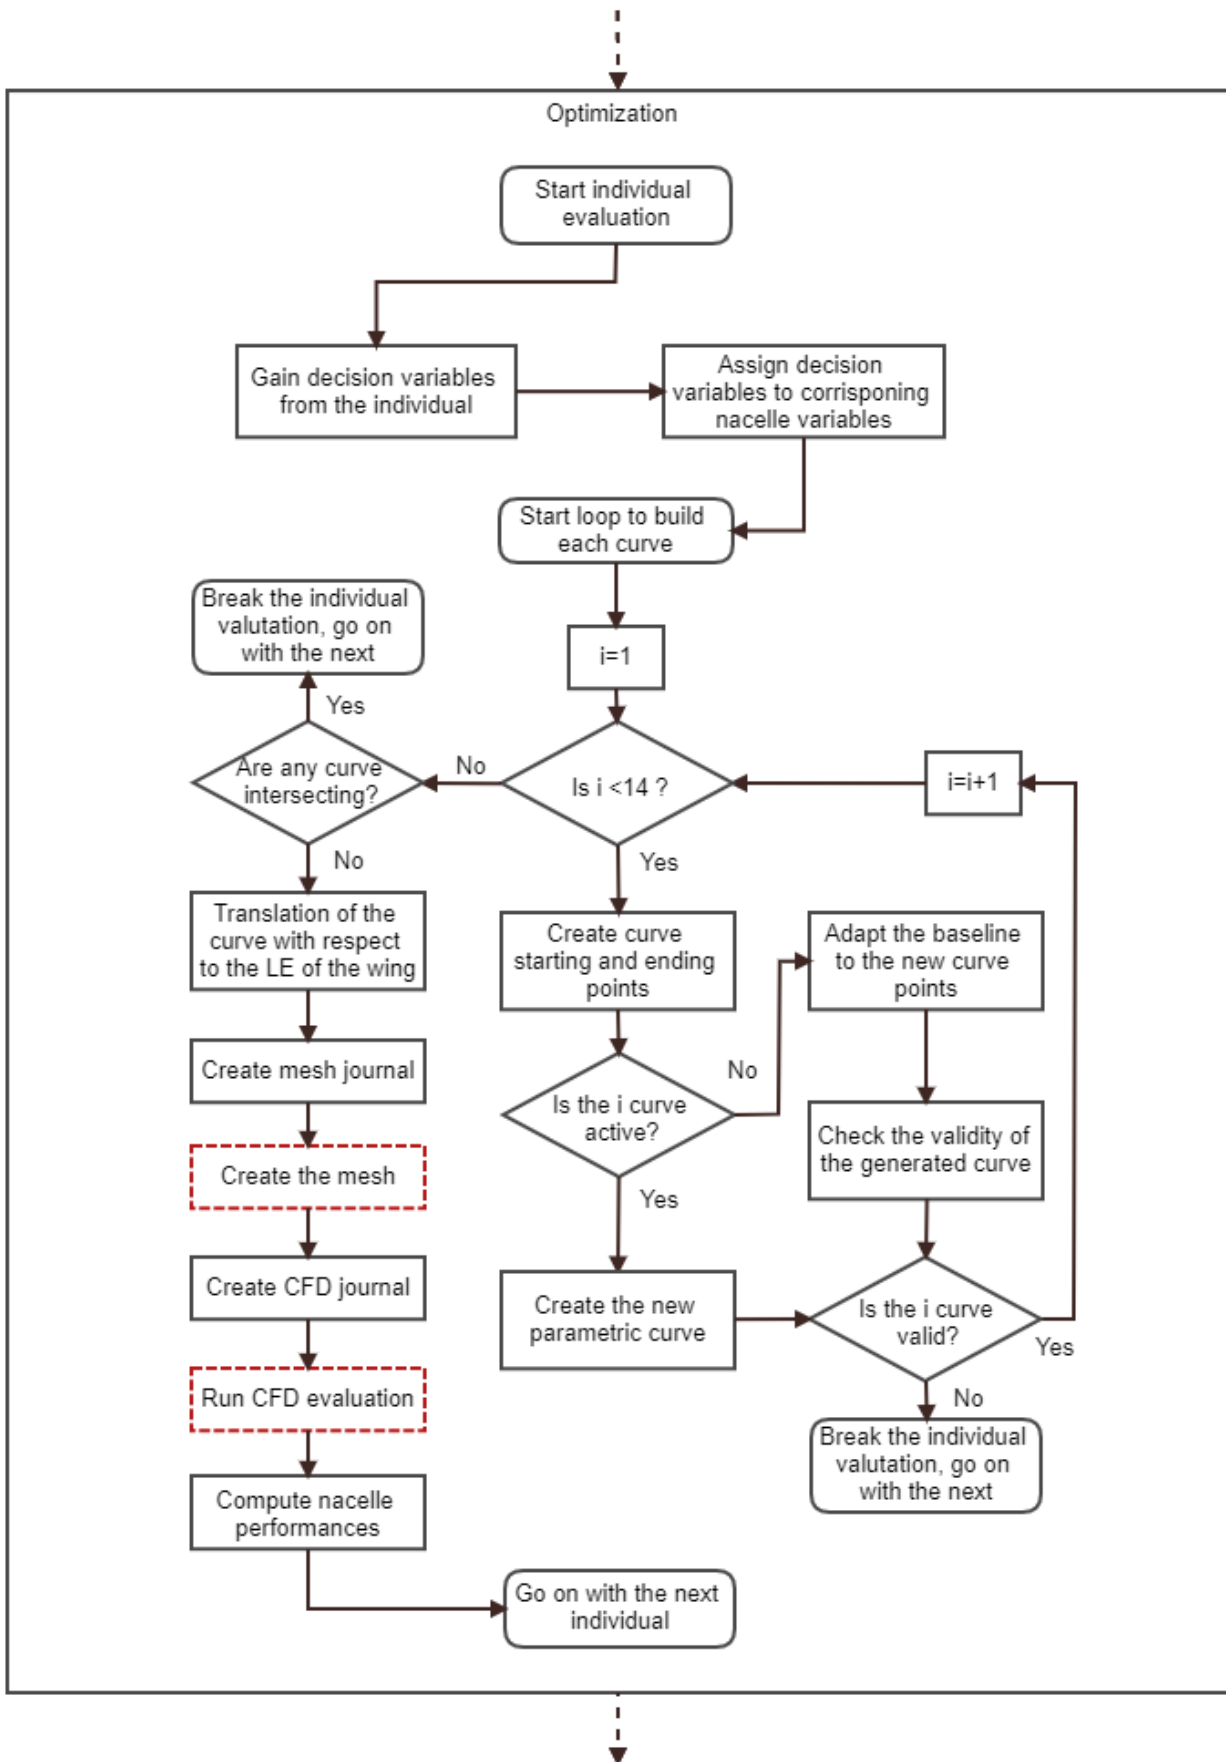 Optimization
Start individual
evaluation
Gain decision variables
from the individual
Assign decision
variables to corrisponing
nacelle variables
Start loop to build
each curve
Break the individual
valutation, go on
with the next
i=1
Yes
Are any curve
intersecting?
No
Is i <14 ?
i=i+1
No
Yes
Translation of the
curve with respect
to the LE of the wing
Create curve
starting and ending
points
Adapt the baseline
to the new curve
points
Create mesh journal
No
Is the i curve
active?
Check the validity of
the generated curve
Create the mesh
Yes
Create CFD journal
Create the new
parametric curve
Is the i curve
valid?
Yes
Run CFD evaluation
No
Break the individual
valutation, go on
with the next
Compute nacelle
performances
Go on with the next
individual